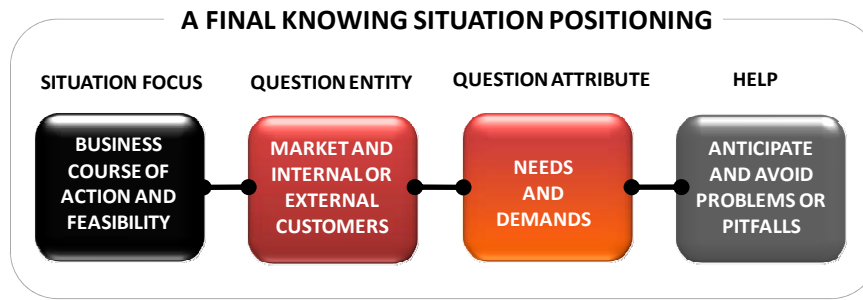 A FINAL KNOWING SITUATION POSITIONING
SITUATION FOCUS
QUESTION ENTITY
QUESTION ATTRIBUTE
HELP
BUSINESS
COURSE OF
ACTION AND
FEASIBILITY
MARKET AND
INTERNAL OR
EXTERNAL
CUSTOMERS
NEEDS
AND
DEMANDS
ANTICIPATE
AND AVOID
PROBLEMS OR
PITFALLS